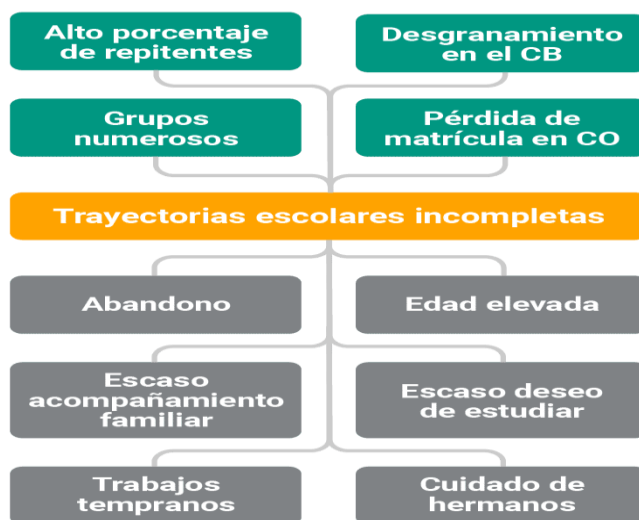 Alto porcentaje
de repitentes
Desgranamiento
en el CB
Grupos
numerosos
Pérdida de
matrícula en CO
Trayectorias escolares incompletas
Abandono
Edad elevada
Escaso
acompañamiento
familiar
Escaso deseo
de estudiar
Trabajos
tempranos
Cuidado de
hermanos